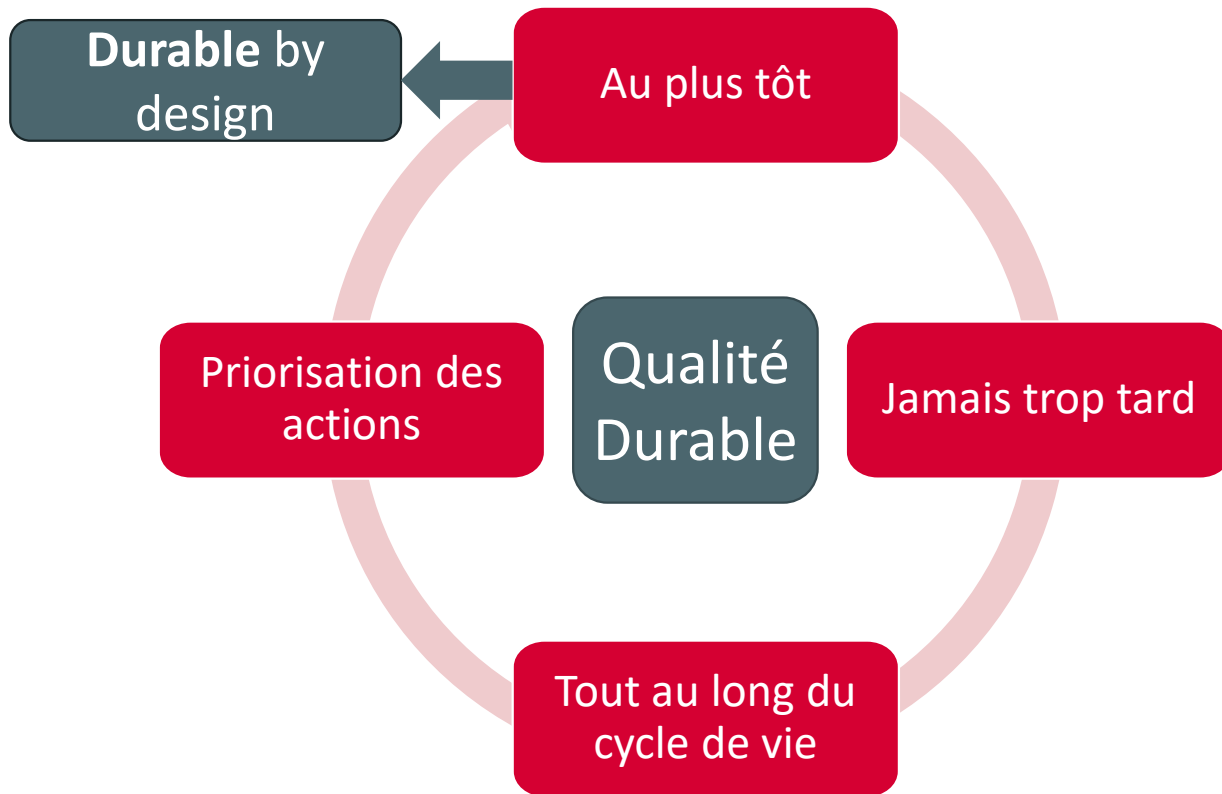 Durable by
design
Au plus tôt
Priorisation des
actions
Qualité
Durable
Jamais trop tard
Tout au long du
cycle de vie